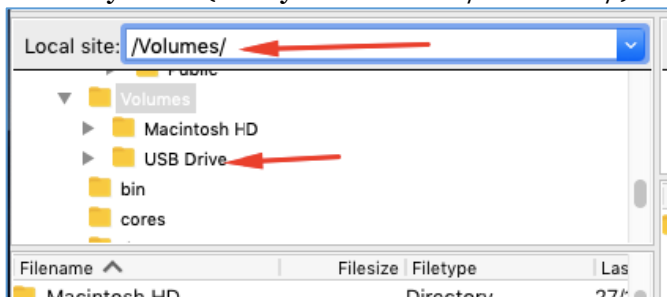 Local site: /Volumes/
Public
Volumes
Macintosh HD
USB Drive
bin
cores
Filename Filesize Filetype Las
Macintosh HD Directory 27/